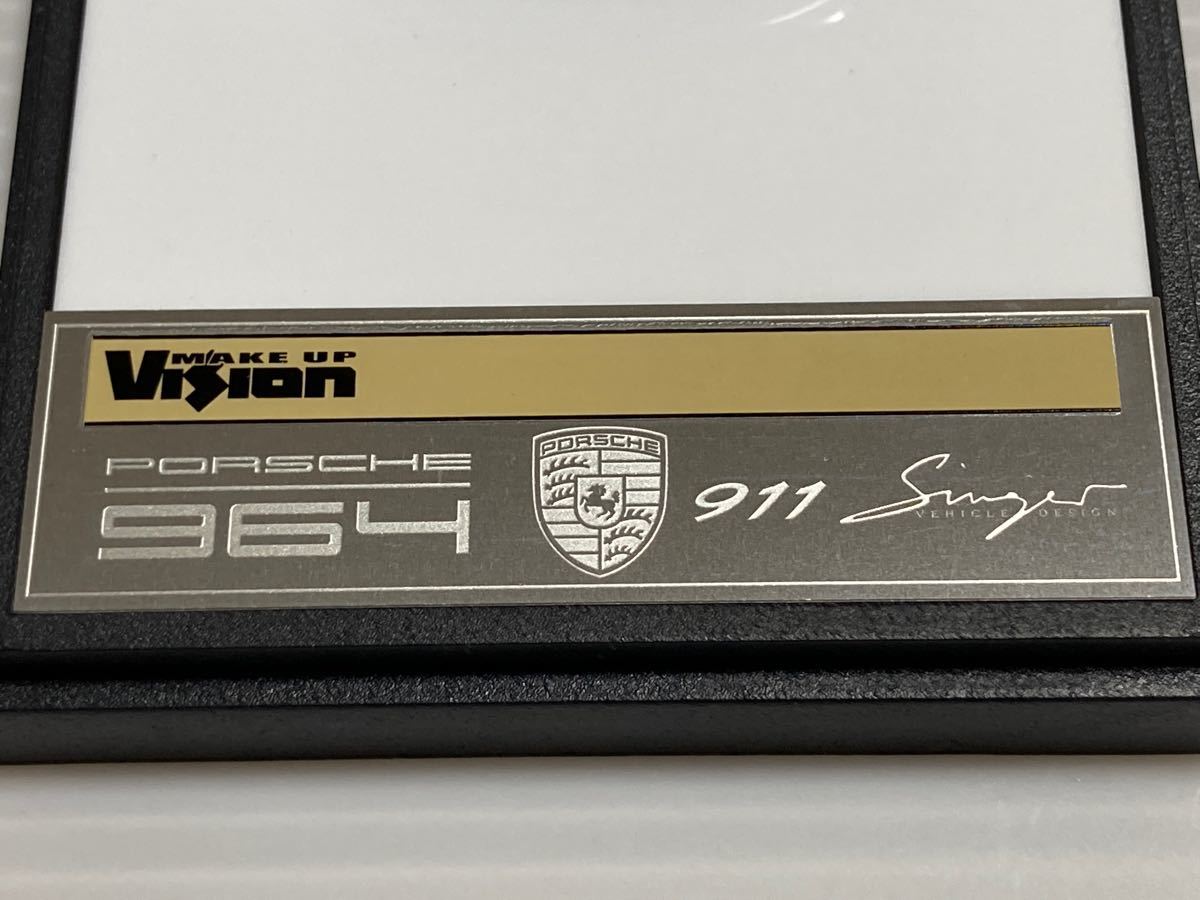 MAKE UP
Vision
PORSCHE
964
PORSCHE
911
Singer
VEHICLE DESIGN